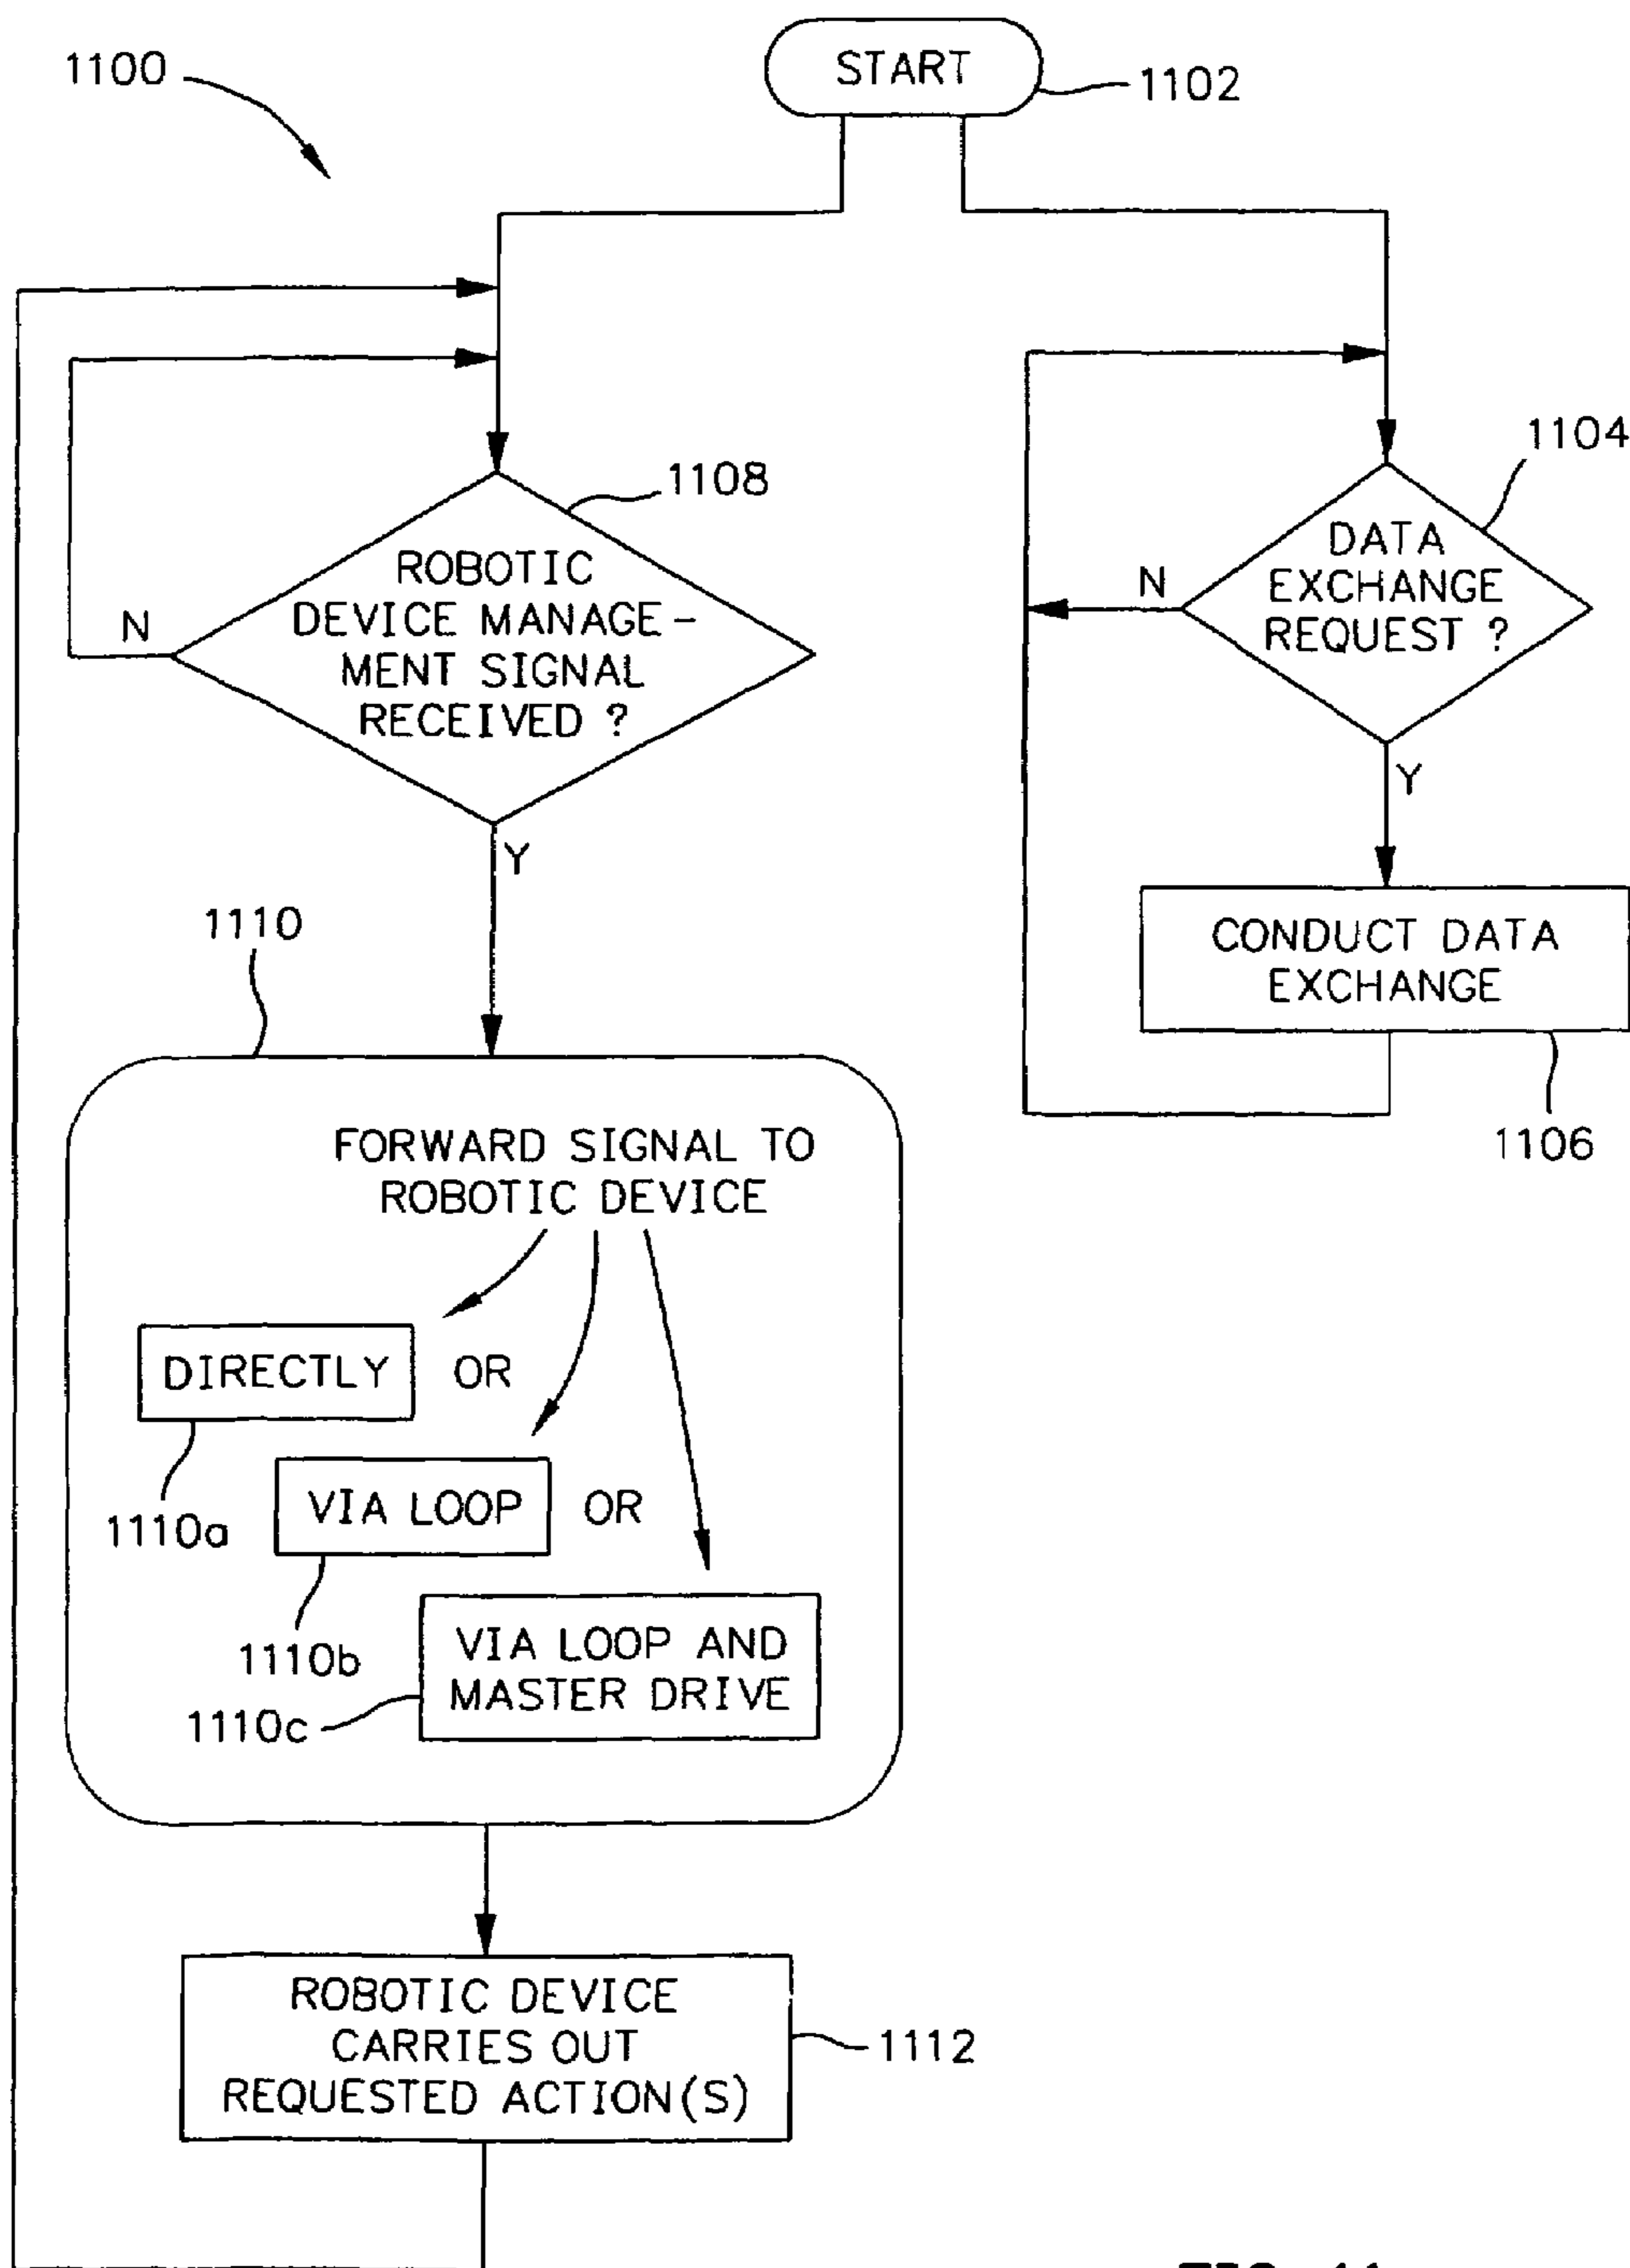 1100
START
1102
1108
ROBOTIC
DEVICE MANAGE-
MENT SIGNAL
RECEIVED ?
N
Y
1104
DATA
EXCHANGE
REQUEST ?
N
Y
CONDUCT DATA
EXCHANGE
1106
1110
FORWARD SIGNAL TO
ROBOTIC DEVICE
DIRECTLY OR
1110a
VIA LOOP OR
1110b
VIA LOOP AND
MASTER DRIVE
1110c
ROBOTIC DEVICE
CARRIES OUT
REQUESTED ACTION(S)
1112